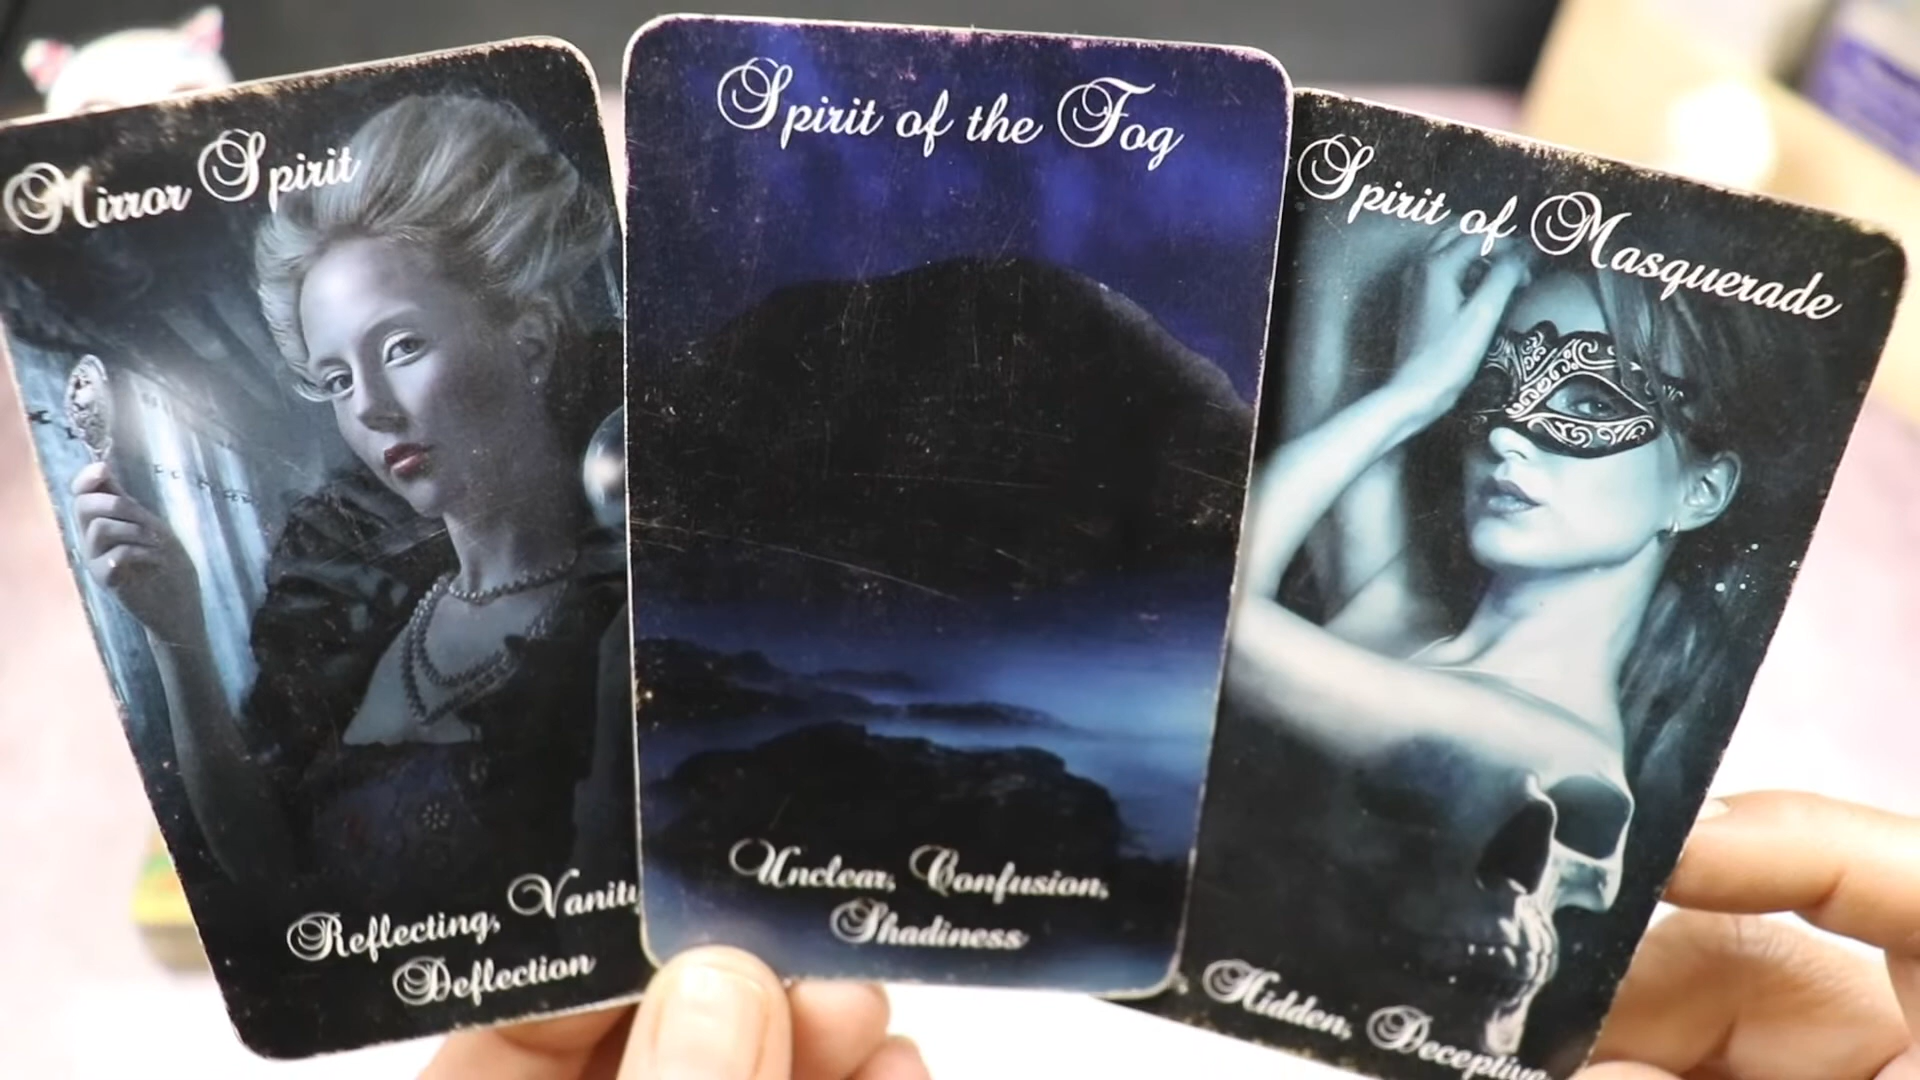 Mirror Spirit
Reflecting, Vanity
Deflection
Spirit of the Fog
Unclear, Confusion,
Shadiness
Spirit of Masquerade
Hidden, Deceptive